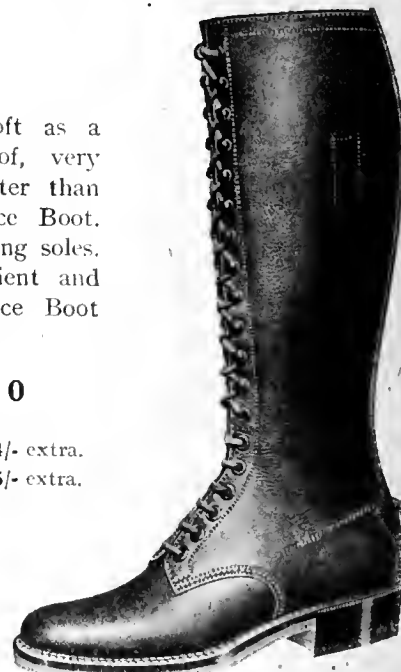 oft as a
of, very
ter than
ce Boot.
ng soles.
ient and
ce Boot
0
/- extra.
/- extra.